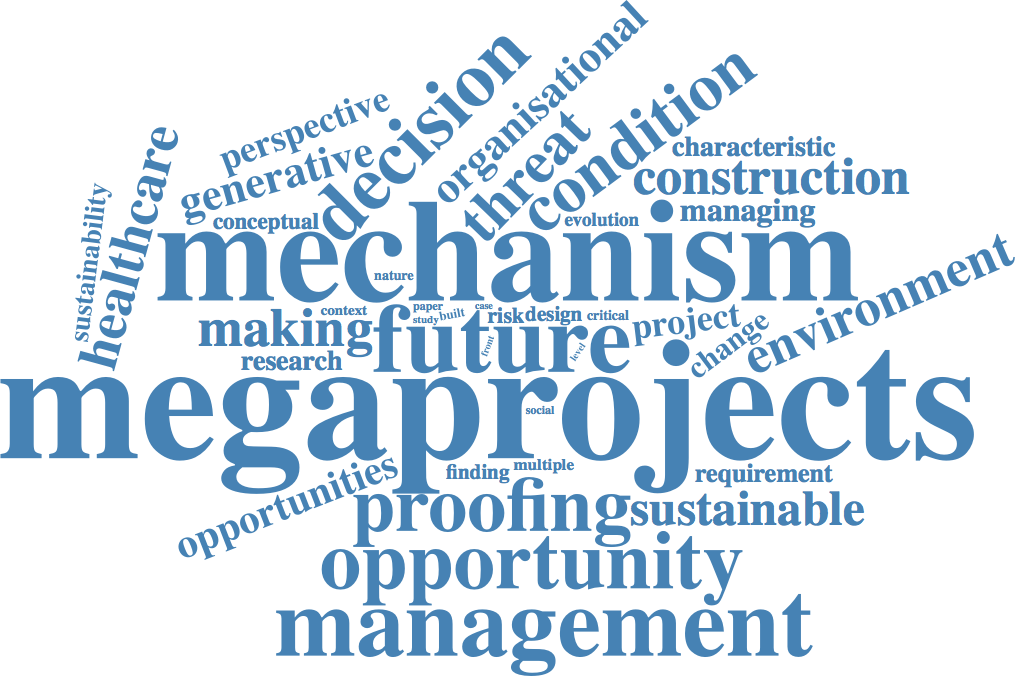 organisational
decision
perspective
condition
threat
generative
healthcare
characteristic
construction
sustainability
conceptual
evolution
managing
mechanism
nature
environment
context
paper
case
study
built
risk
design
critical
project
making
future
change
front
level
research
megaprojects
social
opportunities
finding
multiple
requirement
proofing
sustainable
opportunity
management